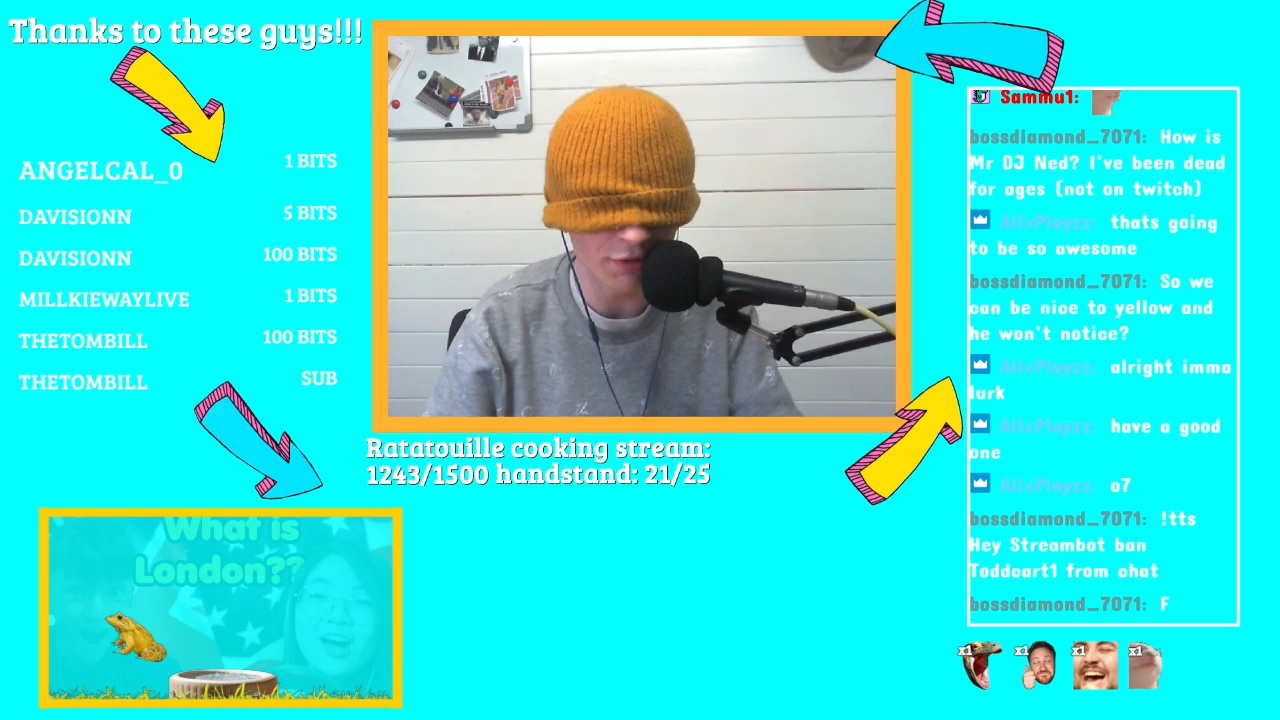 Thanks to these guys!!!
ANGELCAL_0 1 BITS
DAVISIONN 5 BITS
DAVISIONN 100 BITS
MILLKIEWAYLIVE 1 BITS
THETOMBILL 100 BITS
THETOMBILL SUB
Ratatouille cooking stream:
1243/1500 handstand: 21/25
What is
London??
Sammu1:
bossdiamond_7071: How is
Mr DJ Ned? I've been dead
for ages (not on twitch)
AllxPlayzz: thats going
to be so awesome
bossdiamond_7071: So we
can be nice to yellow and
he won't notice?
AllxPlayzz: alright imma
lurk
AllxPlayzz: have a good
one
AllxPlayzz: o7
bossdiamond_7071: !tts
Hey Streambot ban
Toddcart1 from chat
bossdiamond_7071: F
x1 x1 x1 x1